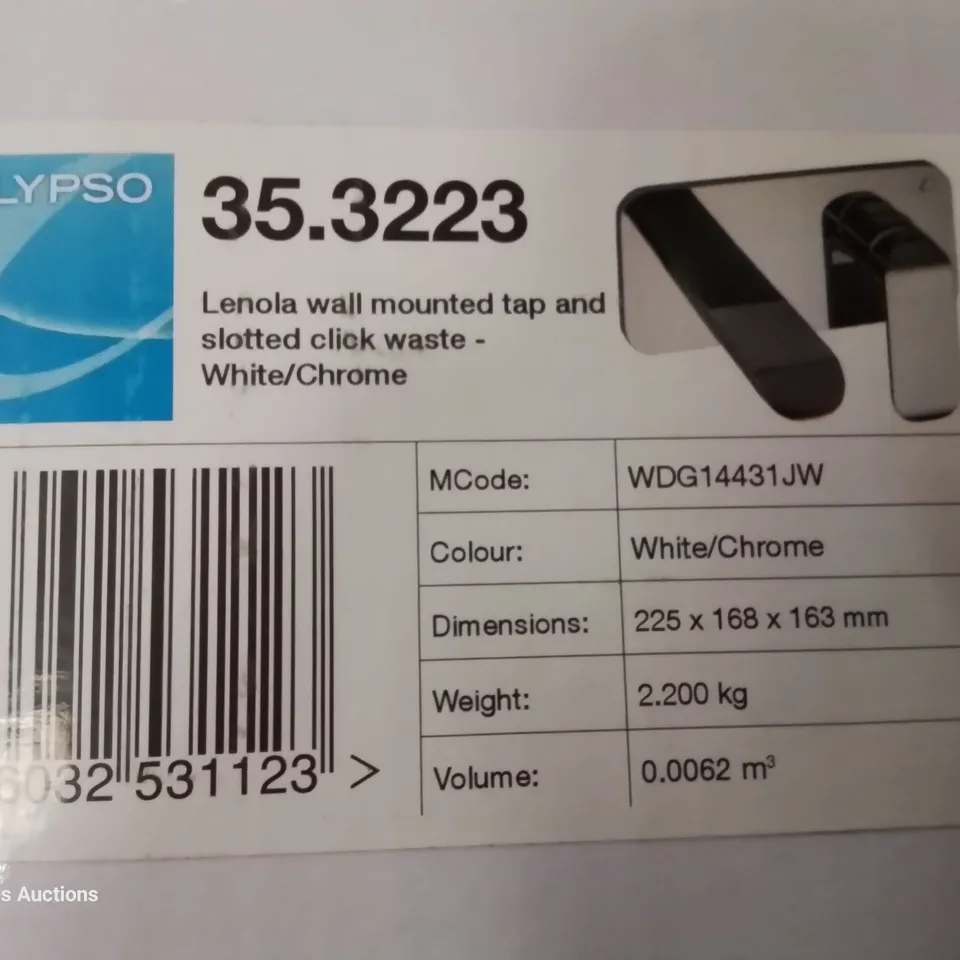 LYPSO
35.3223
Lenola wall mounted tap and
slotted click waste -
White/Chrome
MCode: WDG14431JW
Colour: White/Chrome
Dimensions: 225 x 168 x 163 mm
Weight: 2.200 kg
Volume: 0.0062 m³
6032 531123 >
s Auctions